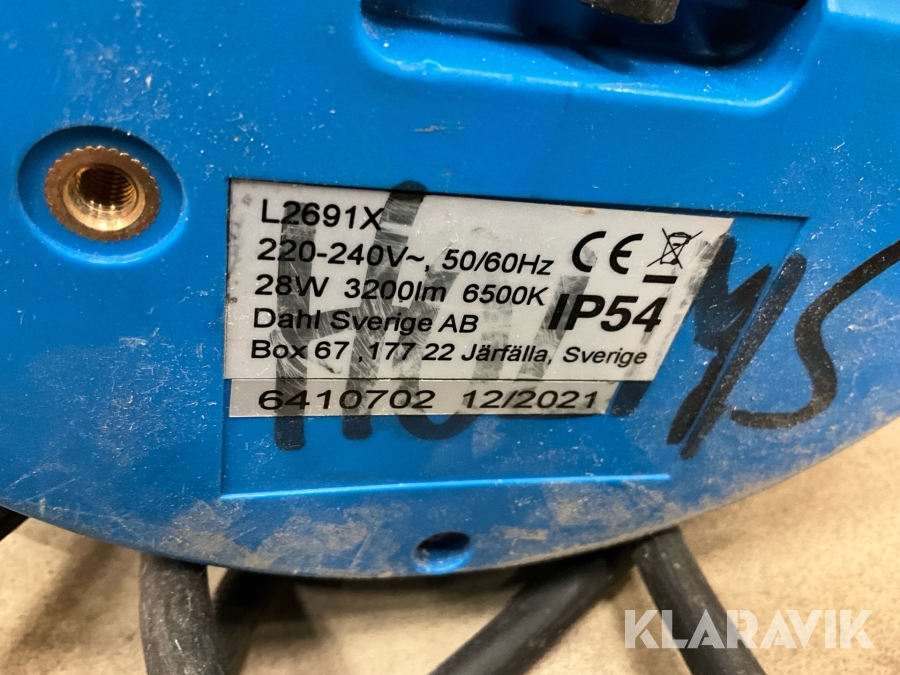 L2691X
220-240V~, 50/60Hz CE
28W 3200lm 6500K IP54
Dahl Sverige AB
Box 67 ,177 22 Järfälla, Sverige
6410702 12/2021
KLARAVIK